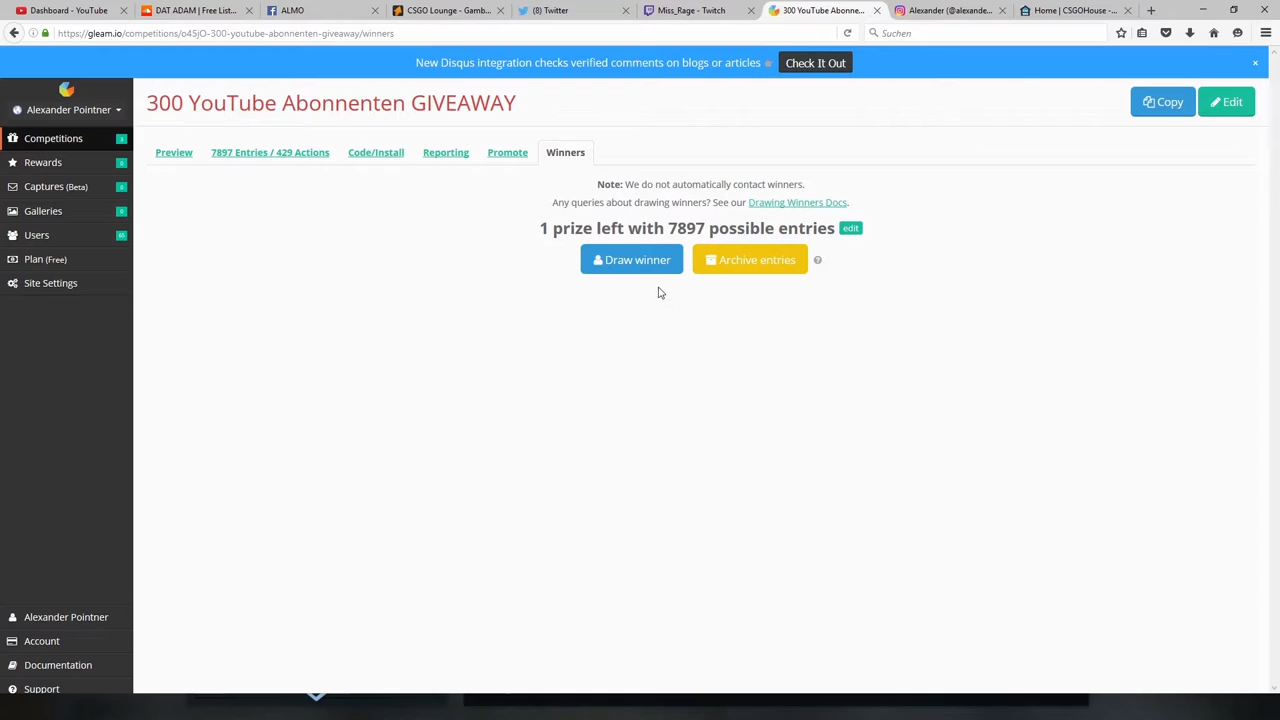 Dashboard - YouTube
DAT ADAM | Free List...
ALMO
CSGO Lounge - Gamb...
(8) Twitter
Miss_Rage - Twitch
300 YouTube Abonne...
Alexander (@alexande...
Home | CSGOHouse -...
https://gleam.io/competitions/o45jO-300-youtube-abonnenten-giveaway/winners
Suchen
New Disqus integration checks verified comments on blogs or articles
Check It Out
Alexander Pointner
300 YouTube Abonnenten GIVEAWAY
Copy
Edit
Competitions
Rewards 0
Captures (Beta) 0
Galleries 0
Users 65
Plan (Free)
Site Settings
Preview
7897 Entries / 429 Actions
Code/Install
Reporting
Promote
Winners
Note: We do not automatically contact winners.
Any queries about drawing winners? See our Drawing Winners Docs.
1 prize left with 7897 possible entries edit
Draw winner
Archive entries
Alexander Pointner
Account
Documentation
Support